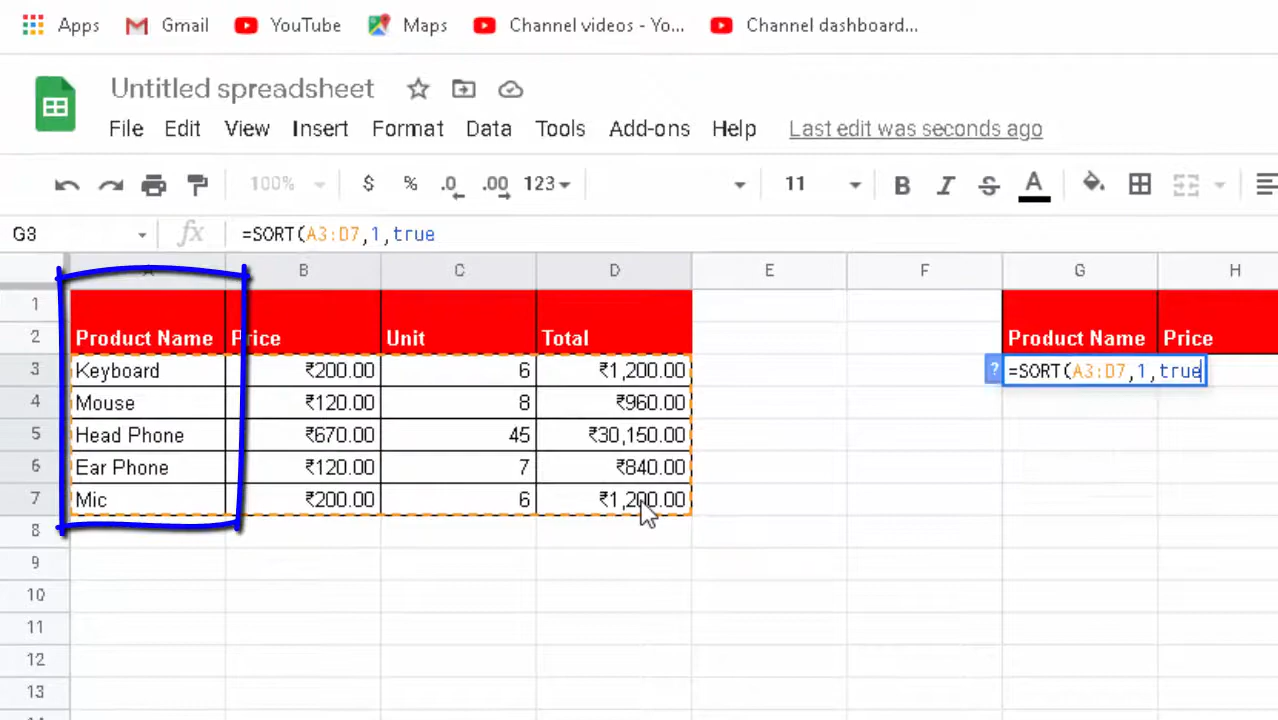 Apps Gmail YouTube Maps Channel videos - Yo... Channel dashboard...
Untitled spreadsheet
File Edit View Insert Format Data Tools Add-ons Help Last edit was seconds ago
100% $ % .0 .00 123 11 B I S A
G3 fx =SORT(A3:D7,1,true
A B C D E F G H
1
2 Product Name Price Unit Total Product Name Price
3 Keyboard ₹200.00 6 ₹1,200.00 ? =SORT(A3:D7,1,true
4 Mouse ₹120.00 8 ₹960.00
5 Head Phone ₹670.00 45 ₹30,150.00
6 Ear Phone ₹120.00 7 ₹840.00
7 Mic ₹200.00 6 ₹1,200.00
8
9
10
11
12
13